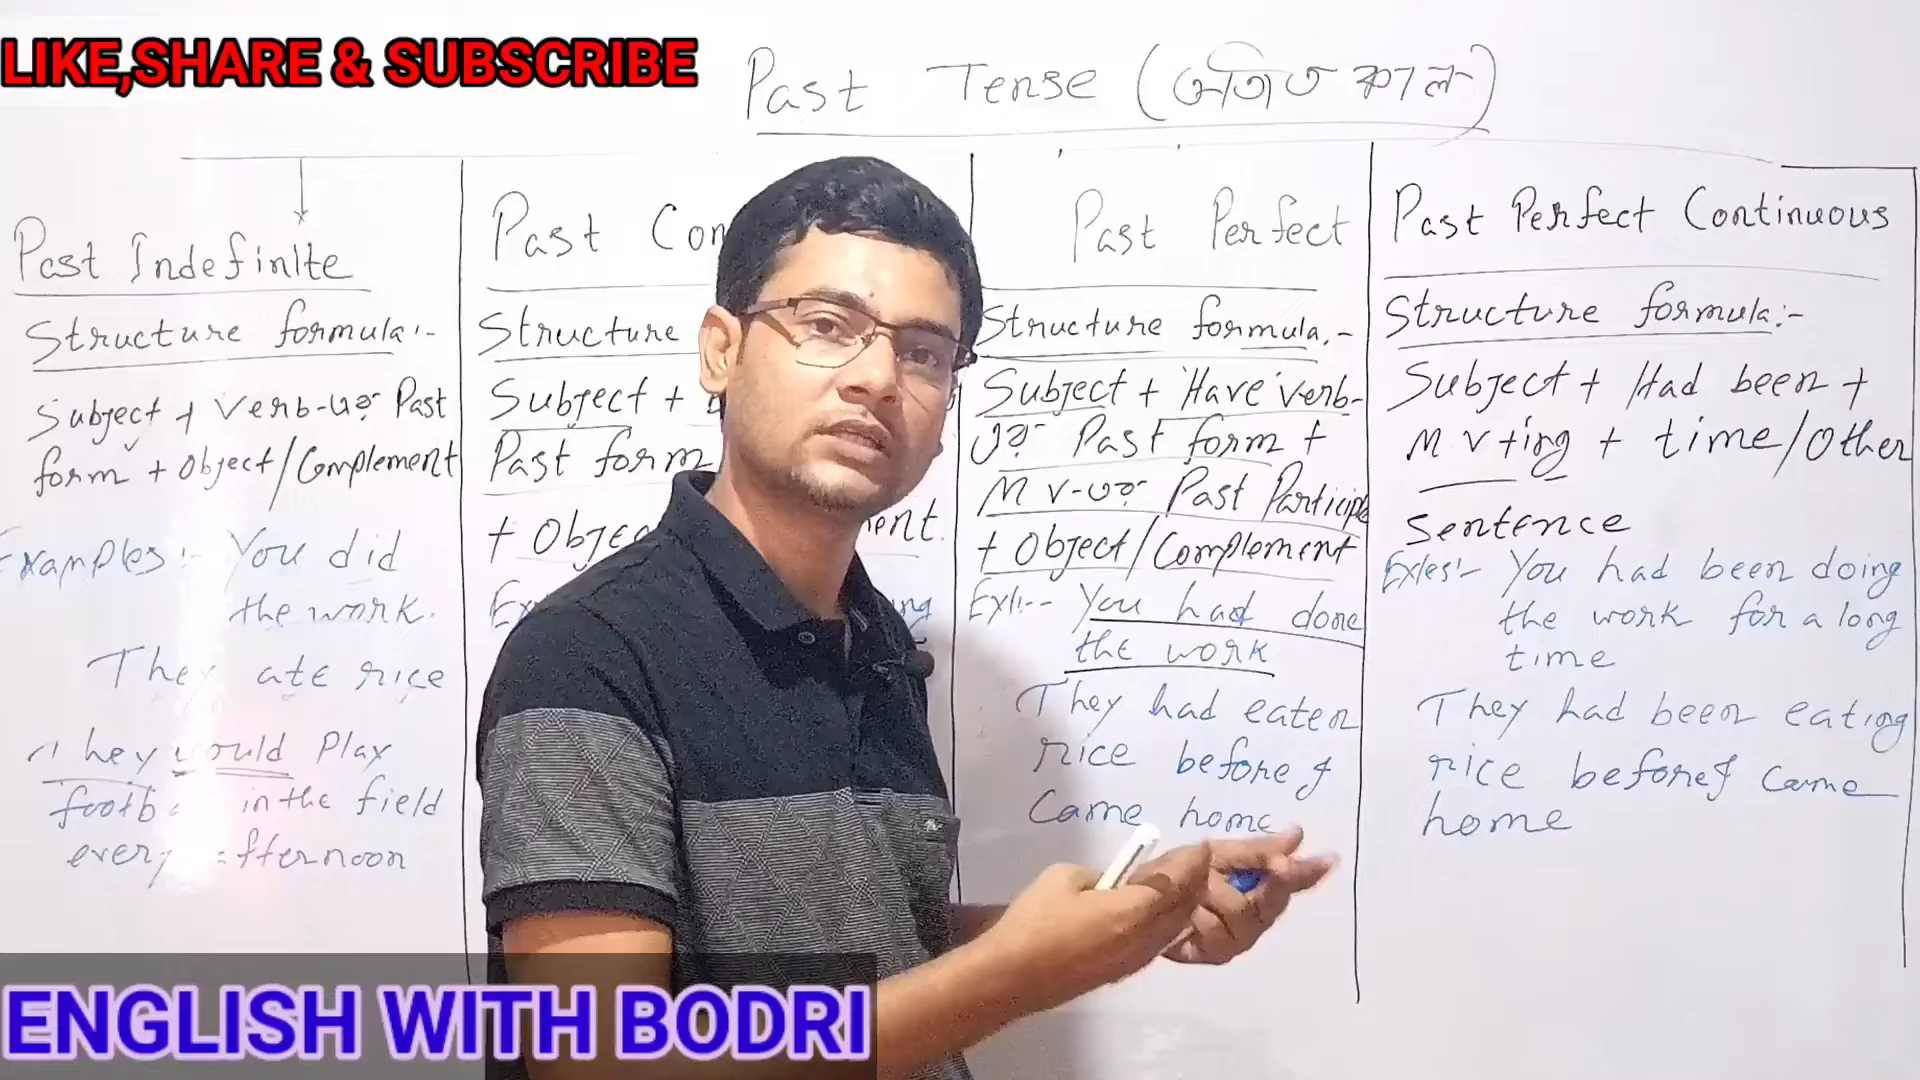 LIKE,SHARE & SUBSCRIBE
Past Tense (অতিত কাল)
Past Indefinite
Structure formula:-
Subject + Verb-এর Past
form + Object/Complement
Examples:- You did
the work.
They ate rice
They would Play
in the field
every afternoon
Past
Structure
Subject +
Past form
+
Past Perfect
Structure formula.-
Subject + 'Have' verb-
এর Past form +
M V-এর Past Participle
+ Object/Complement
Ex1:-- You had done
the work
They had eaten
rice before I
came home
Past Perfect Continuous
Structure formula:-
Subject + Had been +
M V+ing + time/Other
Sentence
Exles:- You had been doing
the work for a long
time
They had been eating
rice before I came
home
ENGLISH WITH BODRI